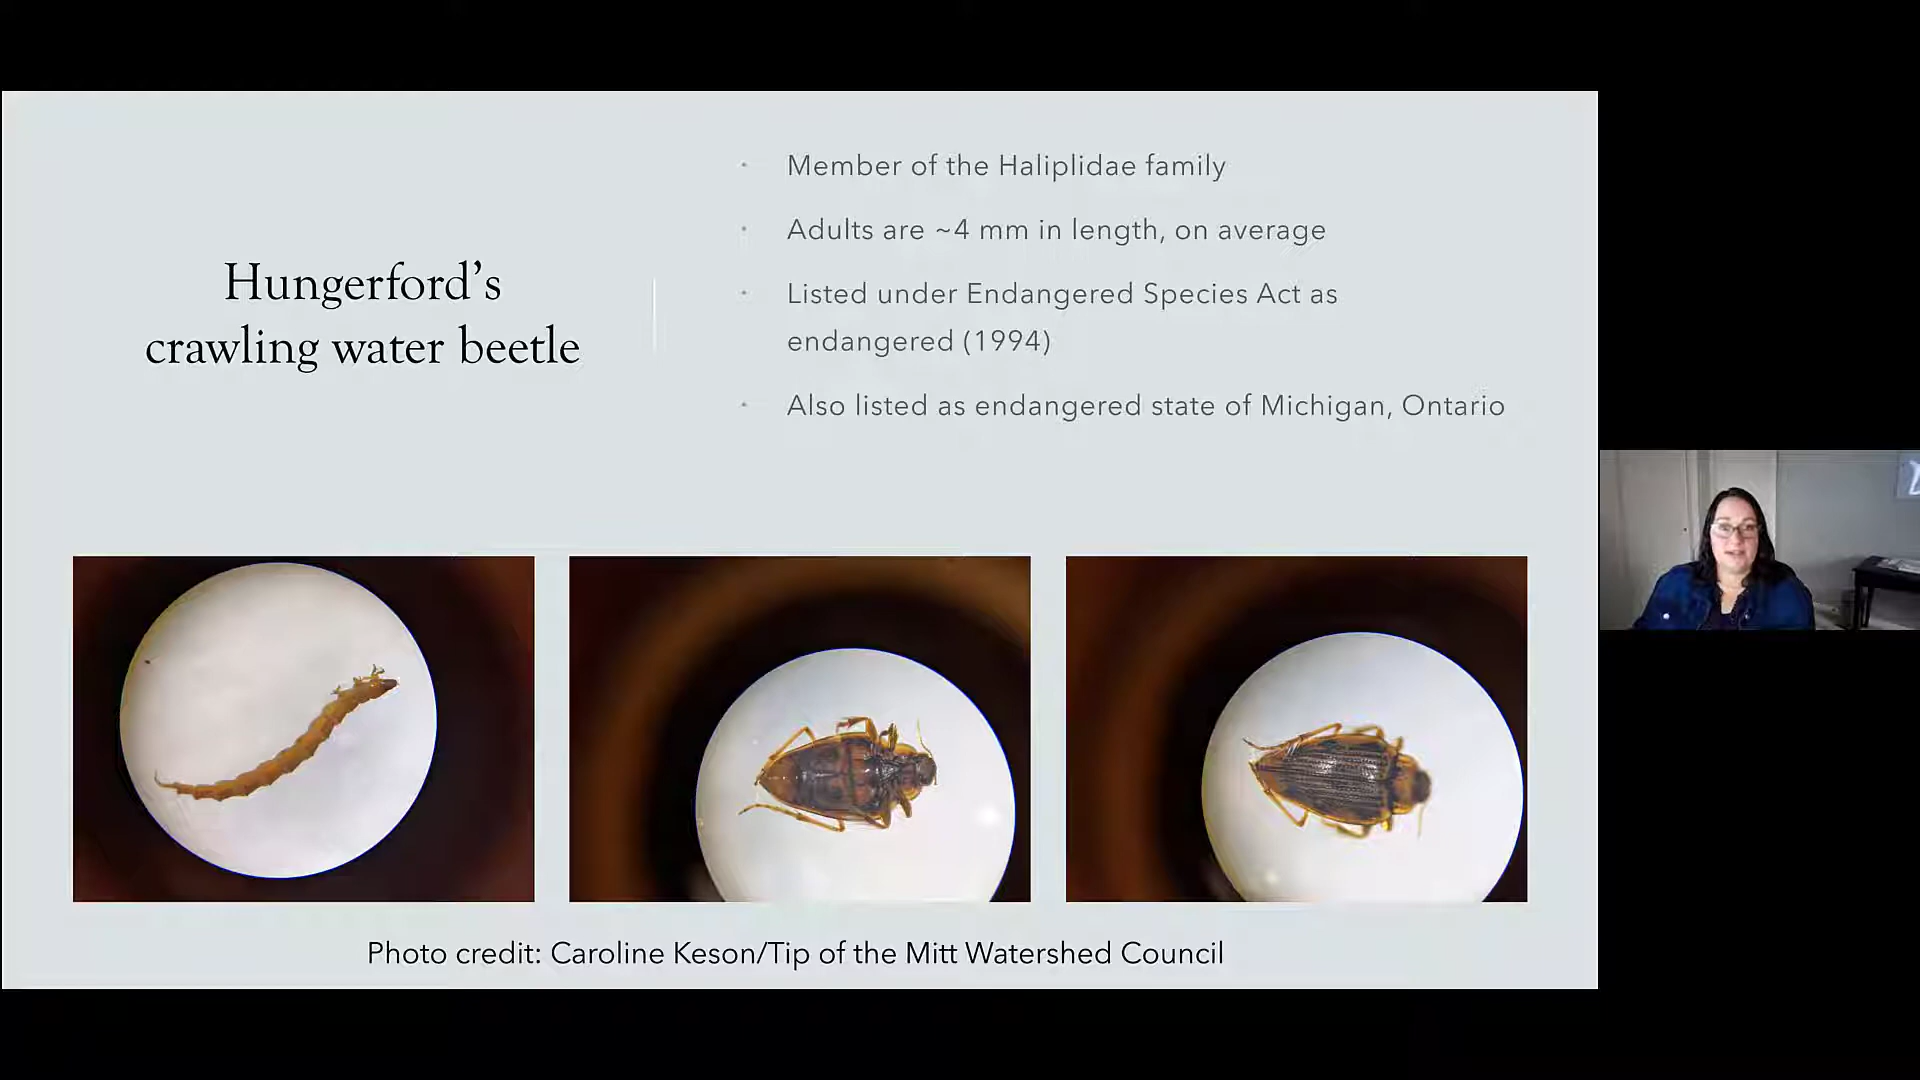 Hungerford's
crawling water beetle
Member of the Haliplidae family
Adults are ~4 mm in length, on average
Listed under Endangered Species Act as
endangered (1994)
Also listed as endangered state of Michigan, Ontario
Photo credit: Caroline Keson/Tip of the Mitt Watershed Council